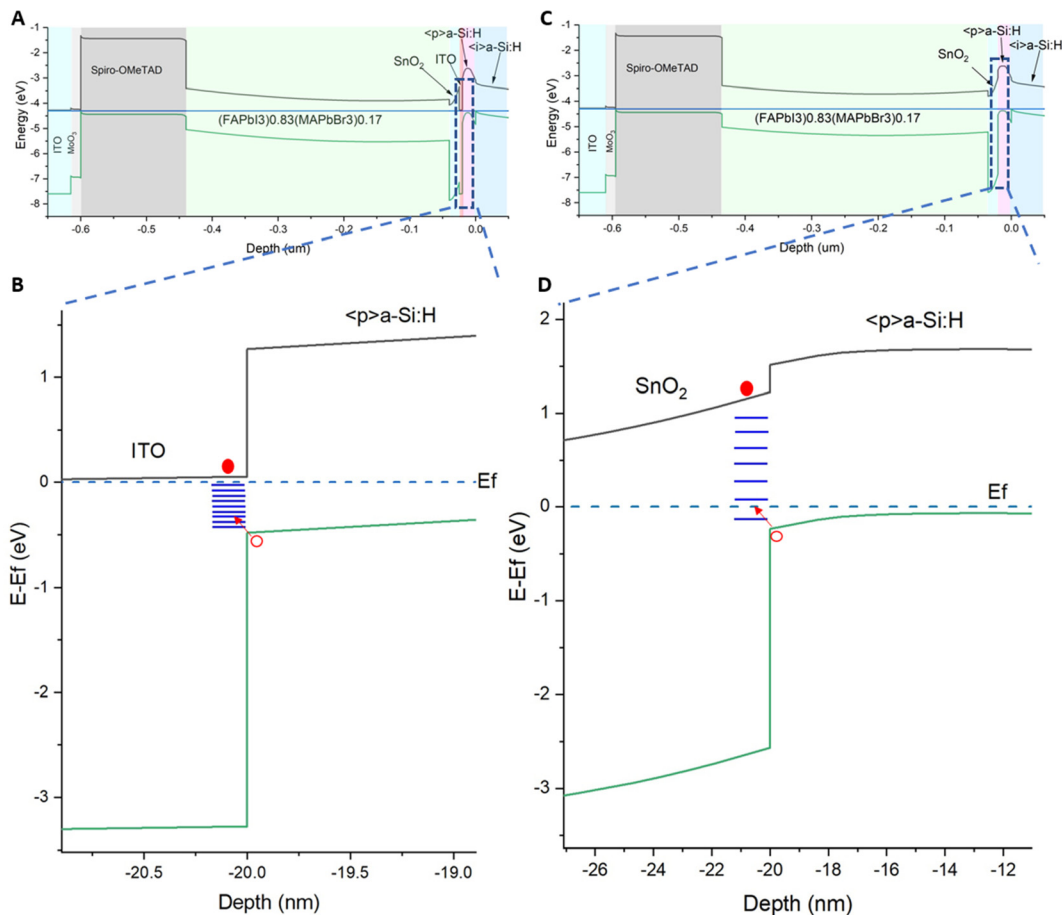 A
-1
-2
-3
-4
-5
-6
-7
-8
Energy (eV)
Spiro-OMeTAD
ITO
MoO3
(FAPbI3)0.83(MAPbBr3)0.17
SnO2
ITO
<p>a-Si:H
<i>a-Si:H
-0.6
-0.5
-0.4
-0.3
-0.2
-0.1
0.0
Depth (um)
C
-1
-2
-3
-4
-5
-6
-7
-8
Energy (eV)
Spiro-OMeTAD
ITO
MoO3
(FAPbI3)0.83(MAPbBr3)0.17
SnO2
<p>a-Si:H
<i>a-Si:H
-0.6
-0.5
-0.4
-0.3
-0.2
-0.1
0.0
Depth (um)
B
<p>a-Si:H
ITO
Ef
1
0
-1
-2
-3
E-Ef (eV)
-20.5
-20.0
-19.5
-19.0
Depth (nm)
D
<p>a-Si:H
SnO2
Ef
2
1
0
-1
-2
-3
E-Ef (eV)
-26
-24
-22
-20
-18
-16
-14
-12
Depth (nm)